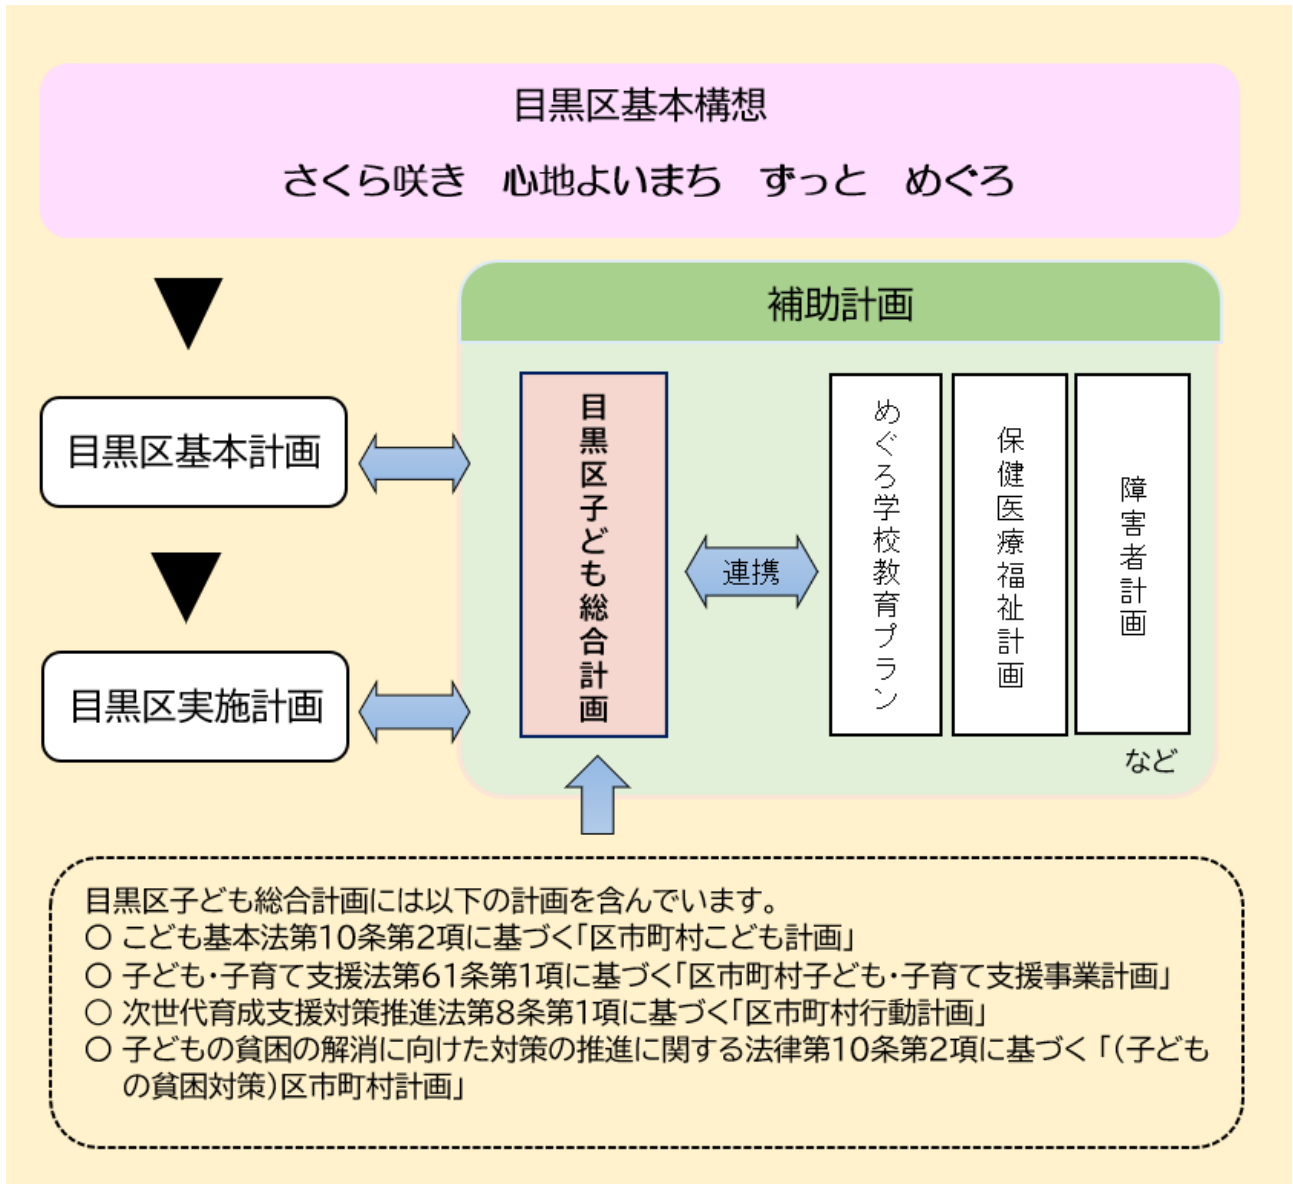 目黒区基本構想
さくら咲き　心地よいまち　ずっと　めぐろ
補助計画
目黒区基本計画
目黒区実施計画
目黒区子ども総合計画
連携
めぐろ学校教育プラン
保健医療福祉計画
障害者計画
など
目黒区子ども総合計画には以下の計画を含んでいます。
〇 こども基本法第10条第2項に基づく「区市町村こども計画」
〇 子ども・子育て支援法第61条第1項に基づく「区市町村子ども・子育て支援事業計画」
〇 次世代育成支援対策推進法第8条第1項に基づく「区市町村行動計画」
〇 子どもの貧困の解消に向けた対策の推進に関する法律第10条第2項に基づく「（子ども
の貧困対策）区市町村計画」